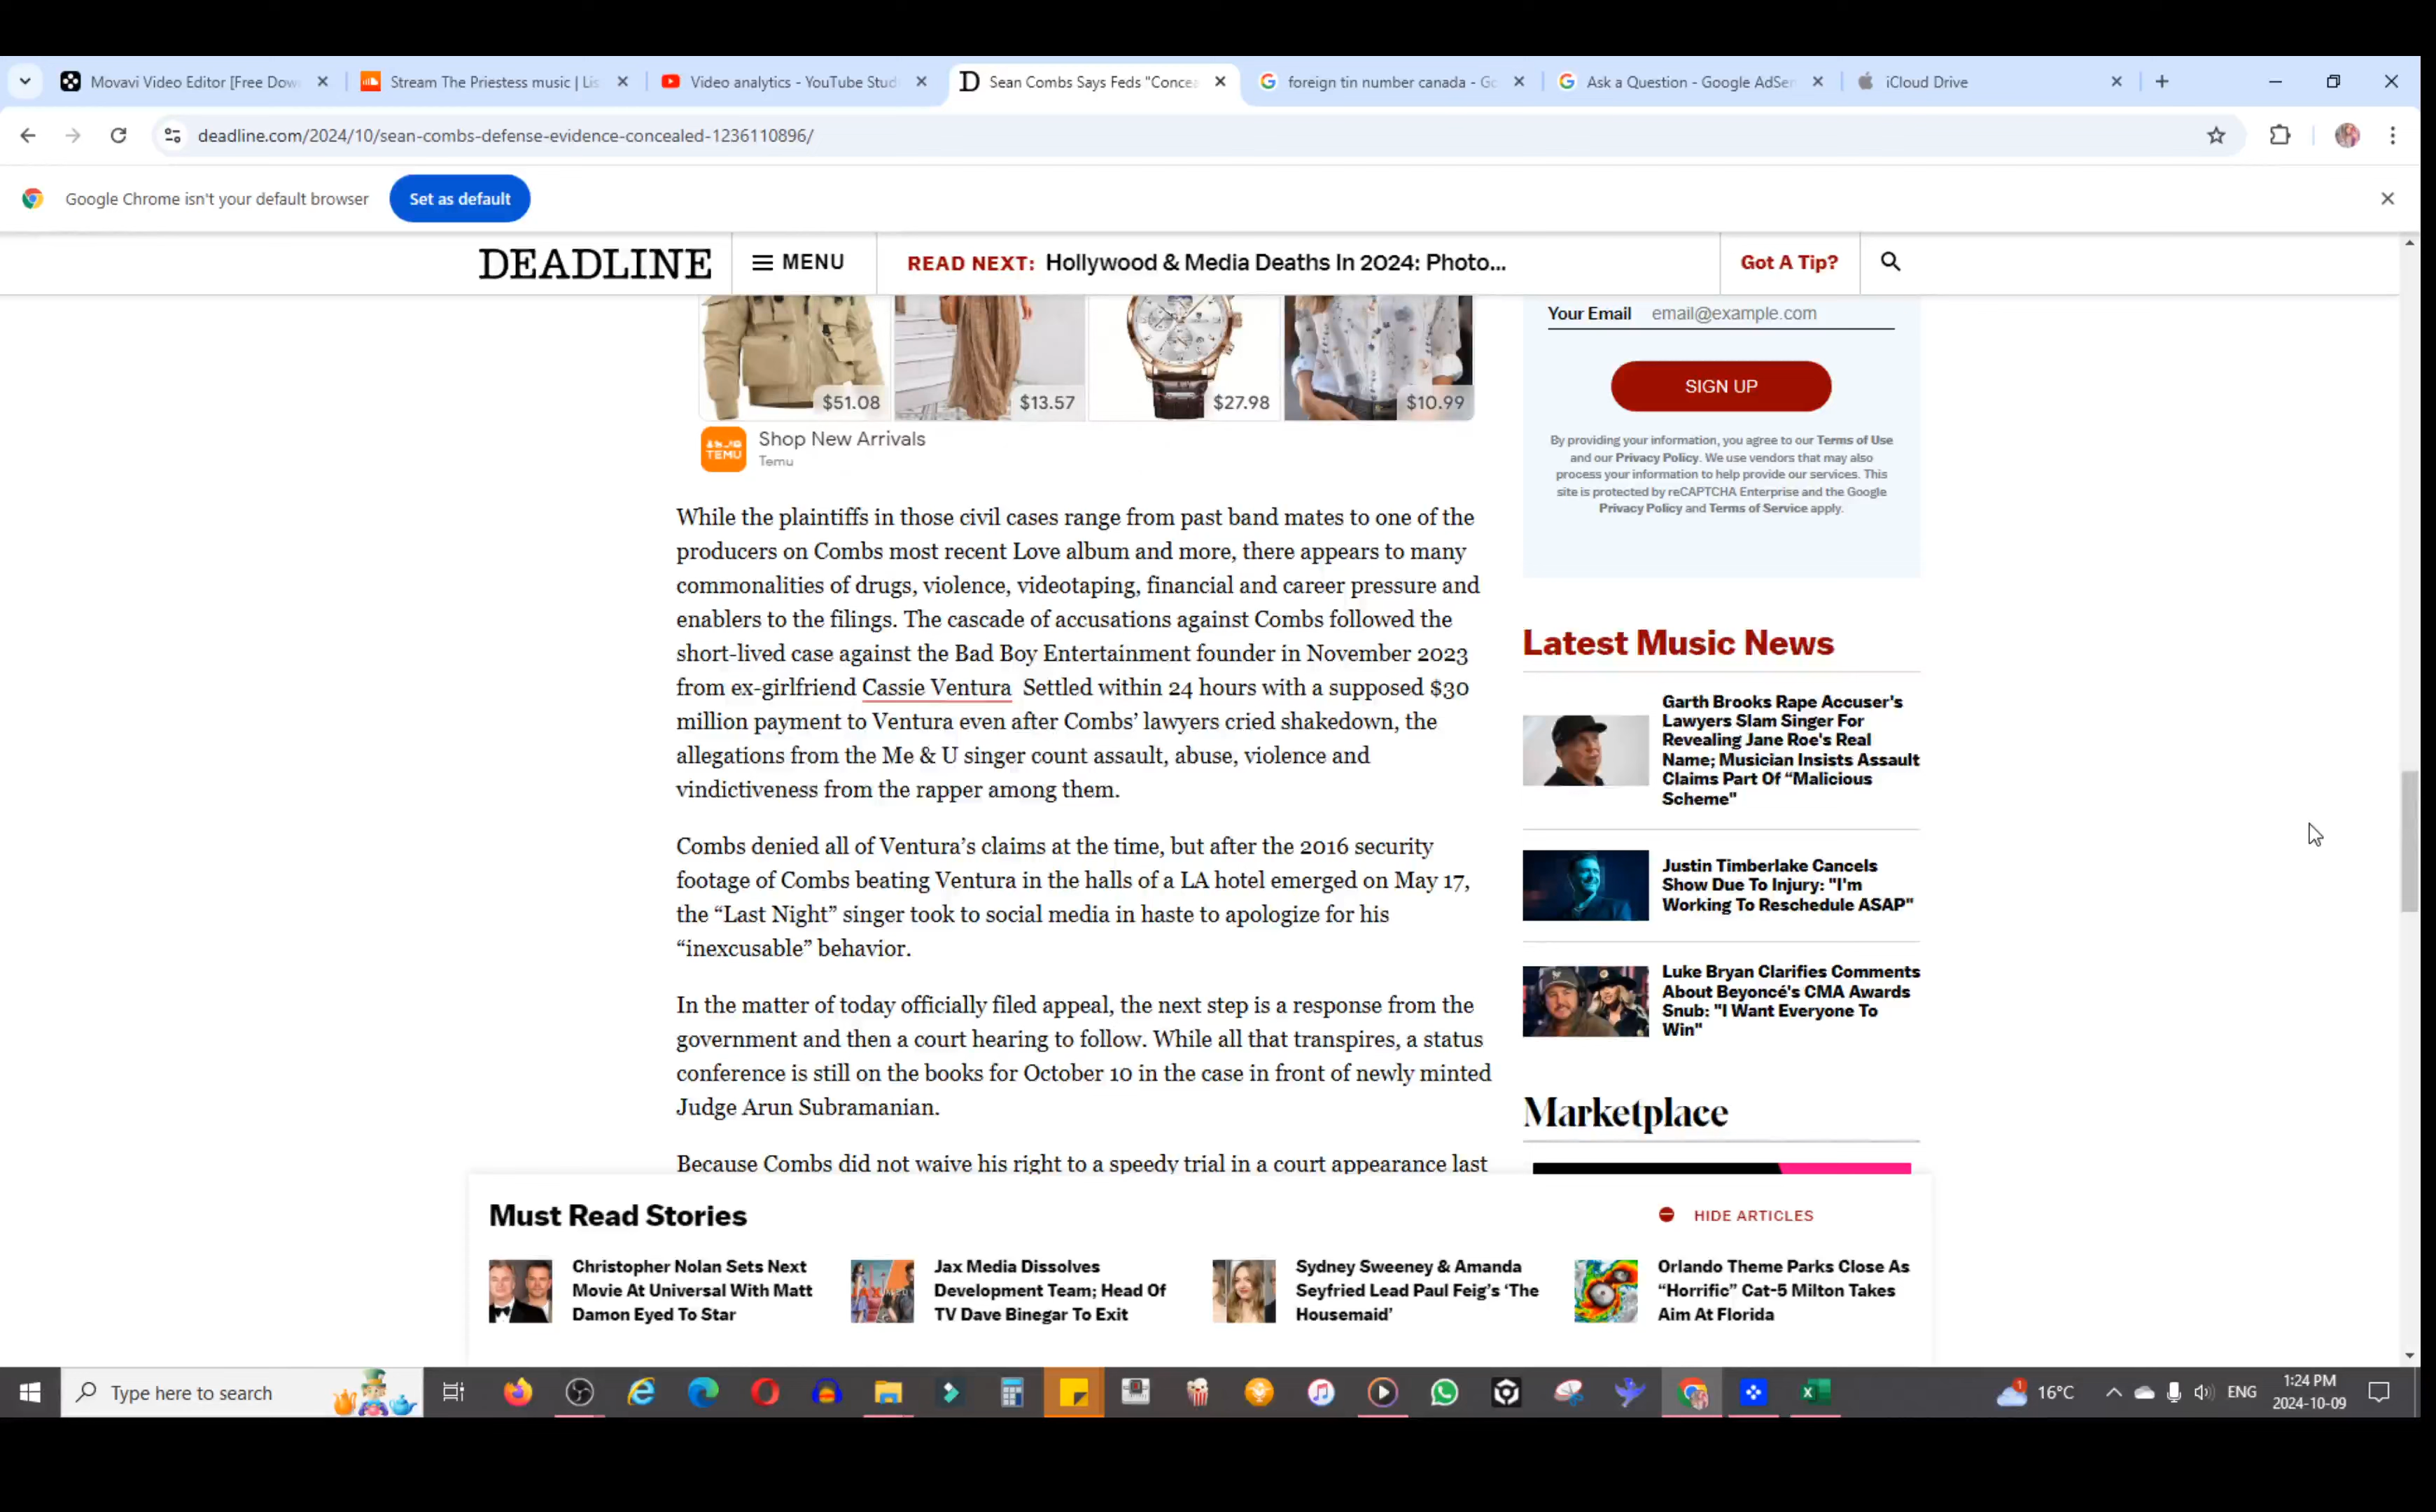 Movavi Video Editor [Free Dow
Stream The Priestess music | Lis
Video analytics - YouTube Stud
Sean Combs Says Feds "Concea
foreign tin number canada - Go
Ask a Question - Google AdSen
iCloud Drive
deadline.com/2024/10/sean-combs-defense-evidence-concealed-1236110896/
Google Chrome isn't your default browser
Set as default
DEADLINE
MENU
READ NEXT: Hollywood & Media Deaths In 2024: Photo...
Got A Tip?
$51.08
$13.57
$27.98
$10.99
TEMU
Shop New Arrivals
Temu
While the plaintiffs in those civil cases range from past band mates to one of the
producers on Combs most recent Love album and more, there appears to many
commonalities of drugs, violence, videotaping, financial and career pressure and
enablers to the filings. The cascade of accusations against Combs followed the
short-lived case against the Bad Boy Entertainment founder in November 2023
from ex-girlfriend Cassie Ventura Settled within 24 hours with a supposed $30
million payment to Ventura even after Combs’ lawyers cried shakedown, the
allegations from the Me & U singer count assault, abuse, violence and
vindictiveness from the rapper among them.
Combs denied all of Ventura’s claims at the time, but after the 2016 security
footage of Combs beating Ventura in the halls of a LA hotel emerged on May 17,
the “Last Night” singer took to social media in haste to apologize for his
“inexcusable” behavior.
In the matter of today officially filed appeal, the next step is a response from the
government and then a court hearing to follow. While all that transpires, a status
conference is still on the books for October 10 in the case in front of newly minted
Judge Arun Subramanian.
Because Combs did not waive his right to a speedy trial in a court appearance last
Your Email
email@example.com
SIGN UP
By providing your information, you agree to our Terms of Use
and our Privacy Policy. We use vendors that may also
process your information to help provide our services. This
site is protected by reCAPTCHA Enterprise and the Google
Privacy Policy and Terms of Service apply.
Latest Music News
Garth Brooks Rape Accuser's
Lawyers Slam Singer For
Revealing Jane Roe's Real
Name; Musician Insists Assault
Claims Part Of “Malicious
Scheme"
Justin Timberlake Cancels
Show Due To Injury: "I'm
Working To Reschedule ASAP"
Luke Bryan Clarifies Comments
About Beyoncé's CMA Awards
Snub: "I Want Everyone To
Win"
Marketplace
Must Read Stories
HIDE ARTICLES
Christopher Nolan Sets Next
Movie At Universal With Matt
Damon Eyed To Star
Jax Media Dissolves
Development Team; Head Of
TV Dave Binegar To Exit
Sydney Sweeney & Amanda
Seyfried Lead Paul Feig’s ‘The
Housemaid’
Orlando Theme Parks Close As
“Horrific” Cat-5 Milton Takes
Aim At Florida
Type here to search
1
16°C
ENG
1:24 PM
2024-10-09